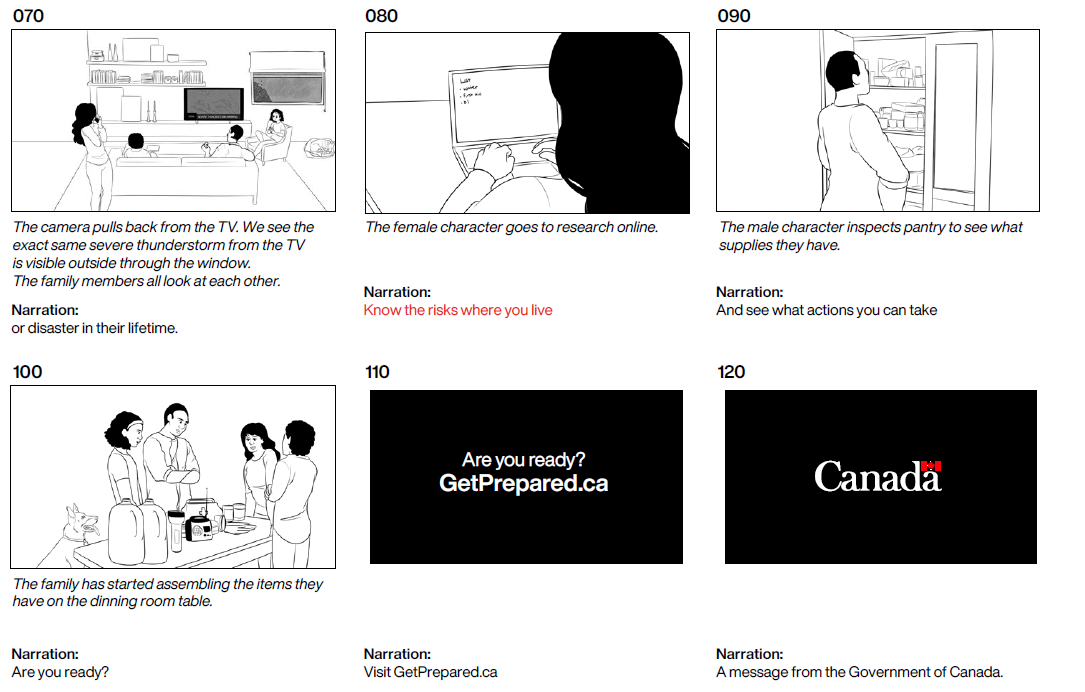 070
080
090
LIST
• water
• first aid
The camera pulls back from the TV. We see the
exact same severe thunderstorm from the TV
is visible outside through the window.
The family members all look at each other.
Narration:
or disaster in their lifetime.
The female character goes to research online.
Narration:
Know the risks where you live
The male character inspects pantry to see what
supplies they have.
Narration:
And see what actions you can take
100
110
120
Are you ready?
GetPrepared.ca
Canada
The family has started assembling the items they
have on the dinning room table.
Narration:
Are you ready?
Narration:
Visit GetPrepared.ca
Narration:
A message from the Government of Canada.